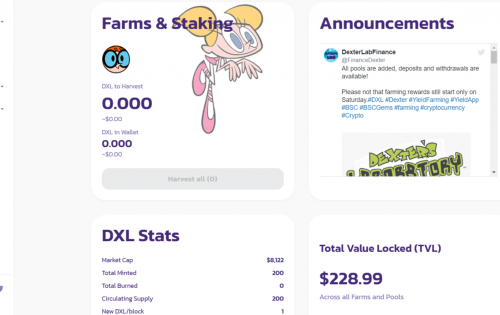 Farms & Staking
DXL to Harvest
0.000
~$0.00
DXL in Wallet
0.000
~$0.00
Harvest all (0)
Announcements
DexterLabFinance
@FinanceDexter
All pools are added, deposits and withdrawals are
available!
Please not that farming rewards still start only on
Saturday.#DXL #Dexter #YieldFarming #YieldApp
#BSC #BSCGems #farming #cryptocurrency
#Crypto
DEXTER'S
LABORATORY
DXL Stats
Market Cap $8,122
Total Minted 200
Total Burned 0
Circulating Supply 200
New DXL/block 1
Total Value Locked (TVL)
$228.99
Across all Farms and Pools